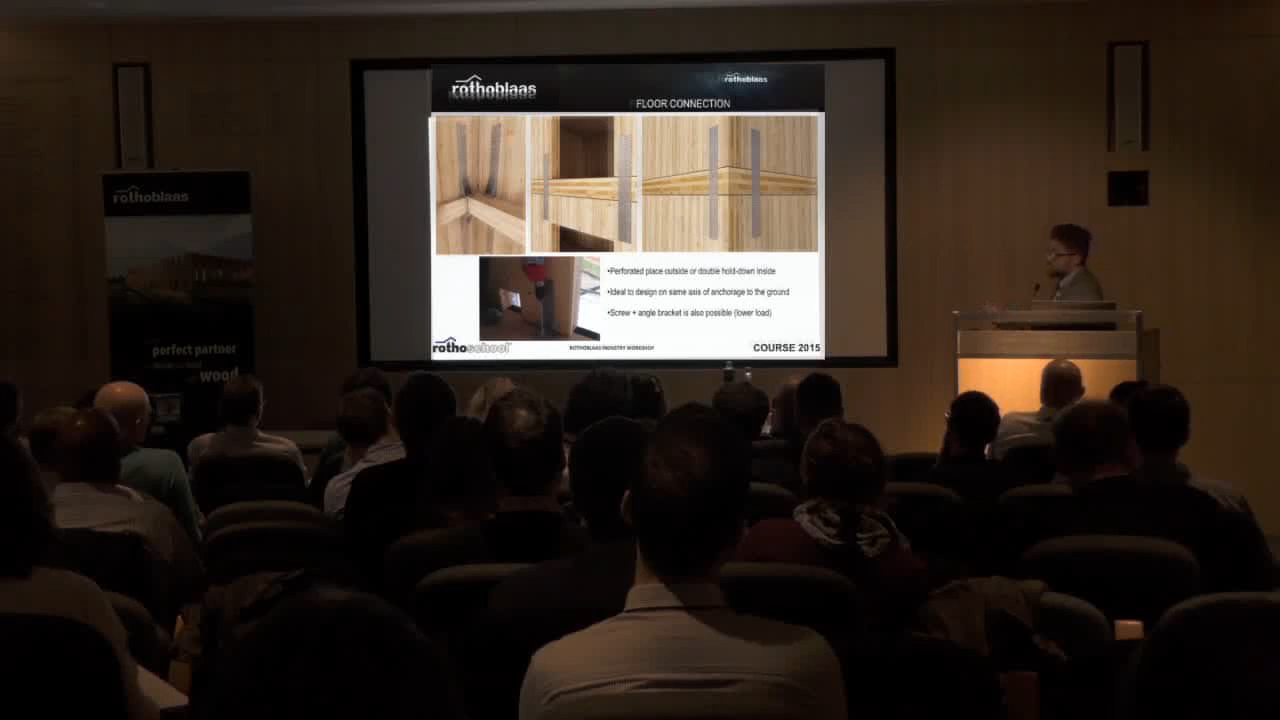 rothoblaas
rothoblaas
FLOOR CONNECTION
•Perforated place outside or double hold-down inside
•Ideal to design on same axis of anchorage to the ground
•Screw + angle bracket is also possible (lower load)
rothoschool
ROTHOBLAAS INDUSTRY WORKSHOP
COURSE 2015
rothoblaas
perfect partner
wood